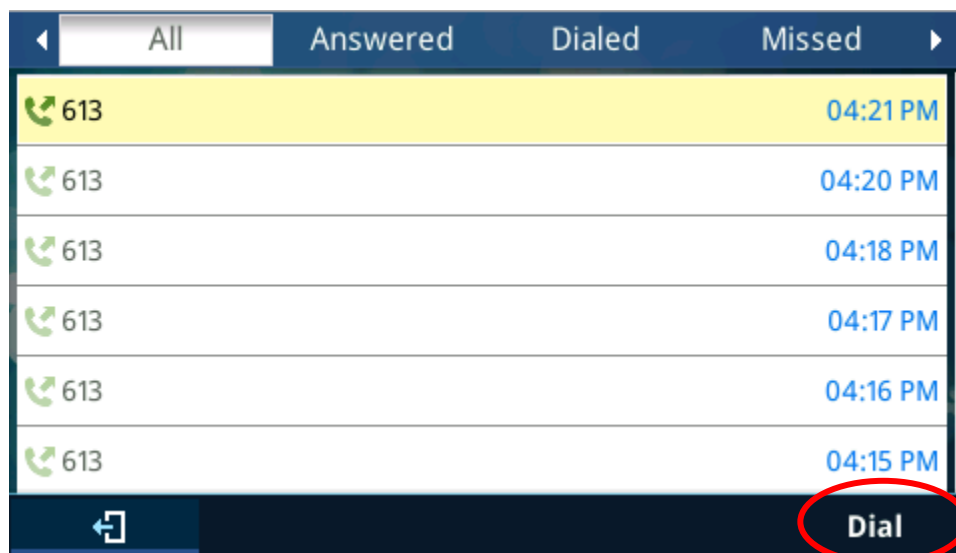 All Answered Dialed Missed
613 04:21 PM
613 04:20 PM
613 04:18 PM
613 04:17 PM
613 04:16 PM
613 04:15 PM
Dial